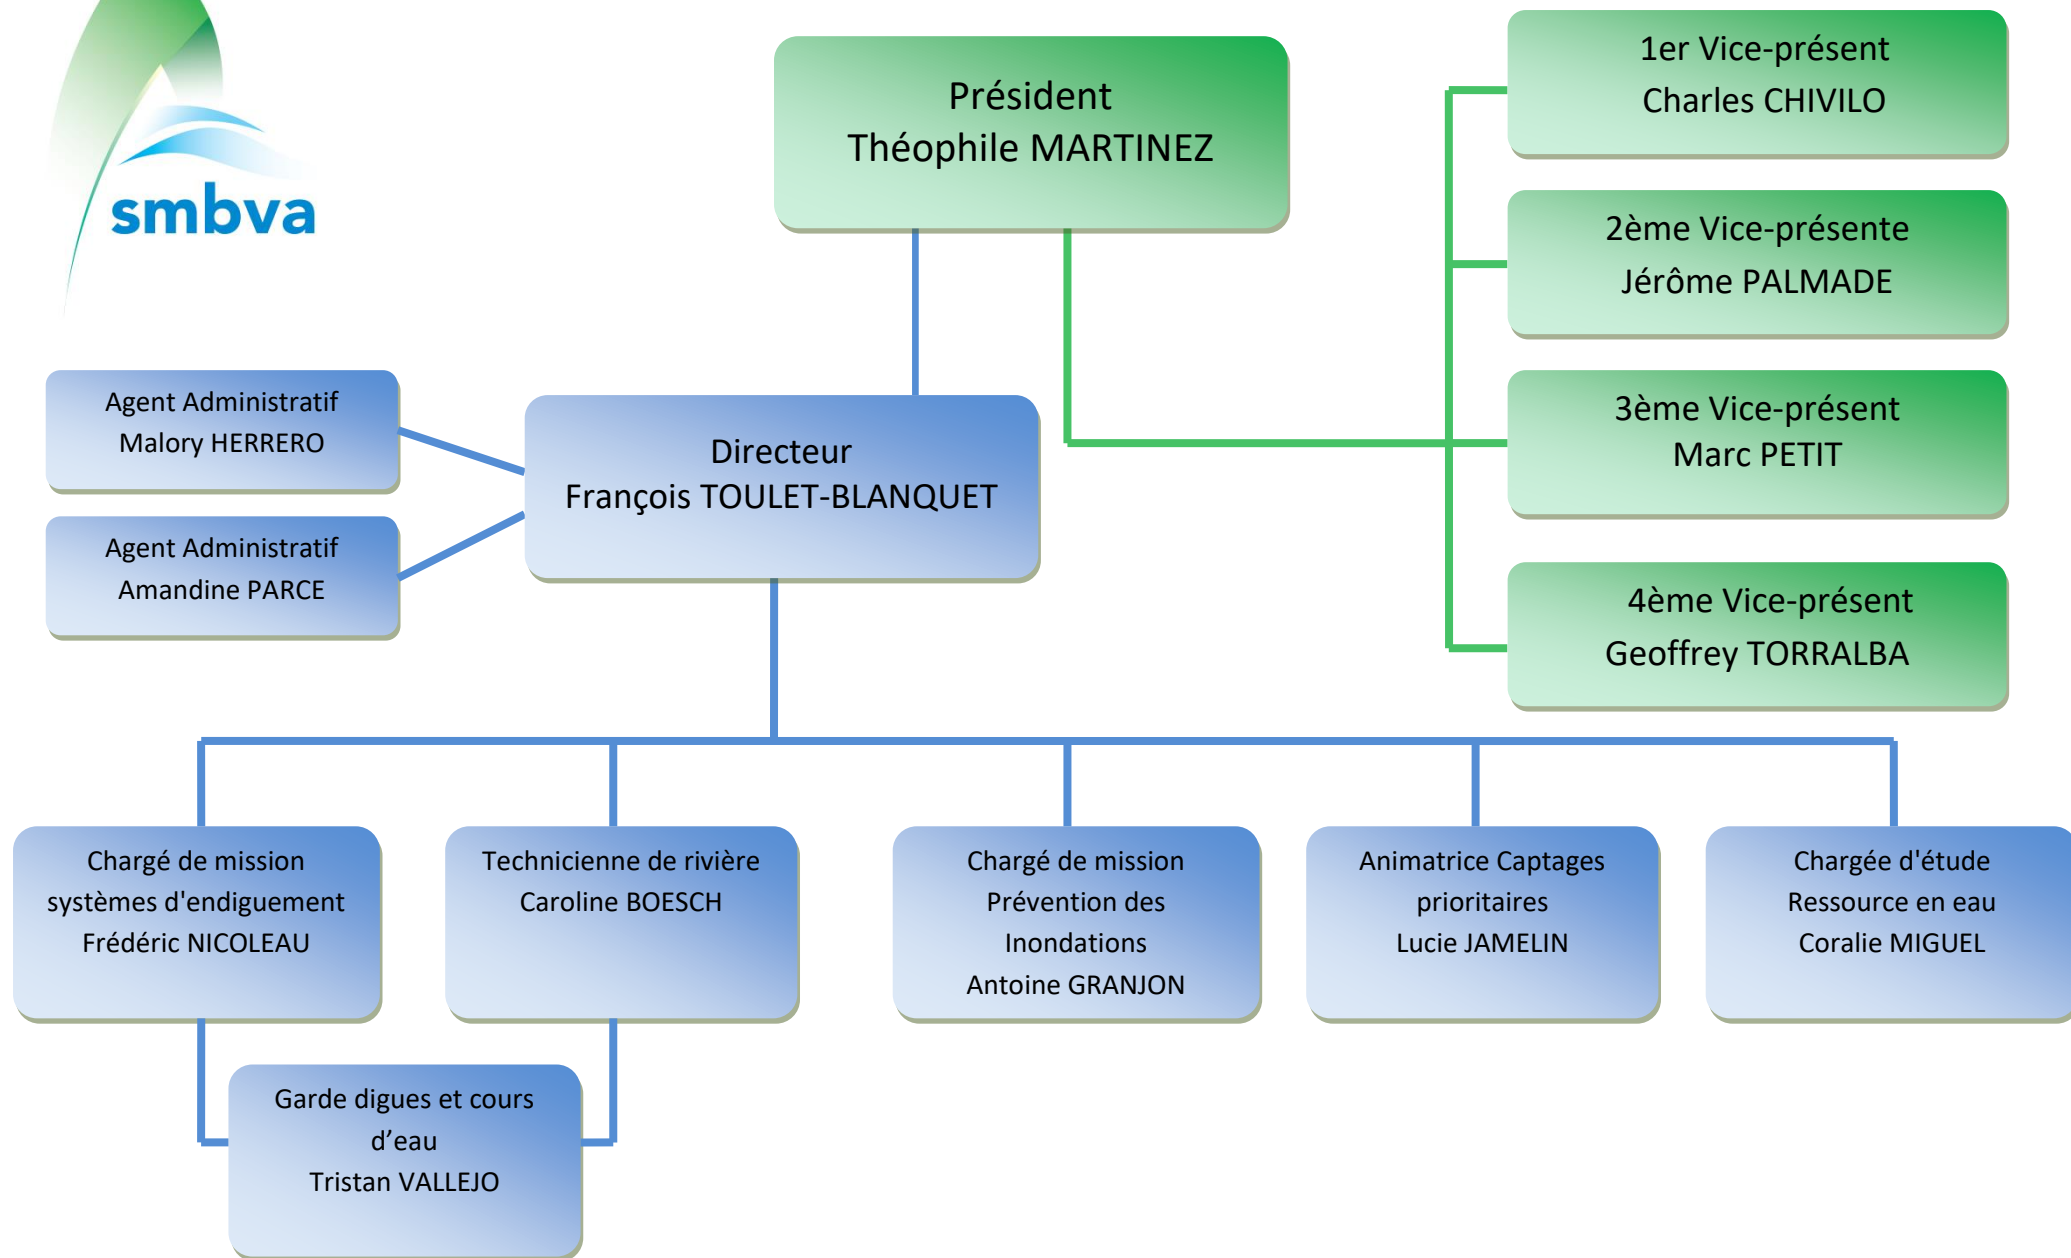 smbva
Président
Théophile MARTINEZ
1er Vice-présent
Charles CHIVILO
2ème Vice-présente
Jérôme PALMADE
3ème Vice-présent
Marc PETIT
4ème Vice-présent
Geoffrey TORRALBA
Agent Administratif
Malory HERRERO
Agent Administratif
Amandine PARCE
Directeur
François TOULET-BLANQUET
Chargé de mission
systèmes d'endiguement
Frédéric NICOLEAU
Technicienne de rivière
Caroline BOESCH
Chargé de mission
Prévention des
Inondations
Antoine GRANJON
Animatrice Captages
prioritaires
Lucie JAMELIN
Chargée d'étude
Ressource en eau
Coralie MIGUEL
Garde digues et cours
d’eau
Tristan VALLEJO